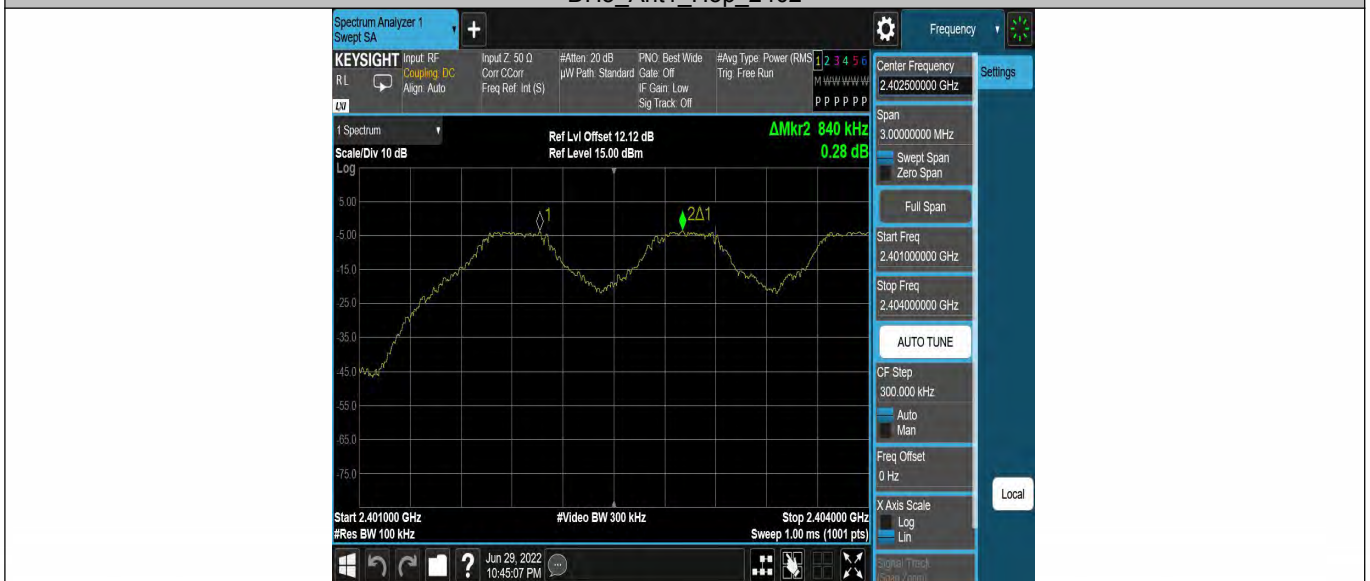 Spectrum Analyzer 1
Swept SA
+
Frequency
KEYSIGHT
RL
LXI
Input: RF
Coupling: DC
Align: Auto
Input Z: 50 Ω
Corr CCorr
Freq Ref: Int (S)
#Atten: 20 dB
µW Path: Standard
PNO: Best Wide
Gate: Off
IF Gain: Low
Sig Track: Off
#Avg Type: Power (RMS
Trig: Free Run
1 2 3 4 5 6
M W W W W W
P P P P P P
Center Frequency
2.402500000 GHz
Settings
Span
3.00000000 MHz
Swept Span
Zero Span
Full Span
Start Freq
2.401000000 GHz
Stop Freq
2.404000000 GHz
AUTO TUNE
CF Step
300.000 kHz
Auto
Man
Freq Offset
0 Hz
X Axis Scale
Log
Lin
Signal Track
(Span Zoom)
Local
1 Spectrum
Scale/Div 10 dB
Log
Ref Lvl Offset 12.12 dB
Ref Level 15.00 dBm
ΔMkr2 840 kHz
0.28 dB
5.00
1
2Δ1
-5.00
-15.0
-25.0
-35.0
-45.0
-55.0
-65.0
-75.0
Start 2.401000 GHz
#Res BW 100 kHz
#Video BW 300 kHz
Stop 2.404000 GHz
Sweep 1.00 ms (1001 pts)
?
Jun 29, 2022
10:45:07 PM